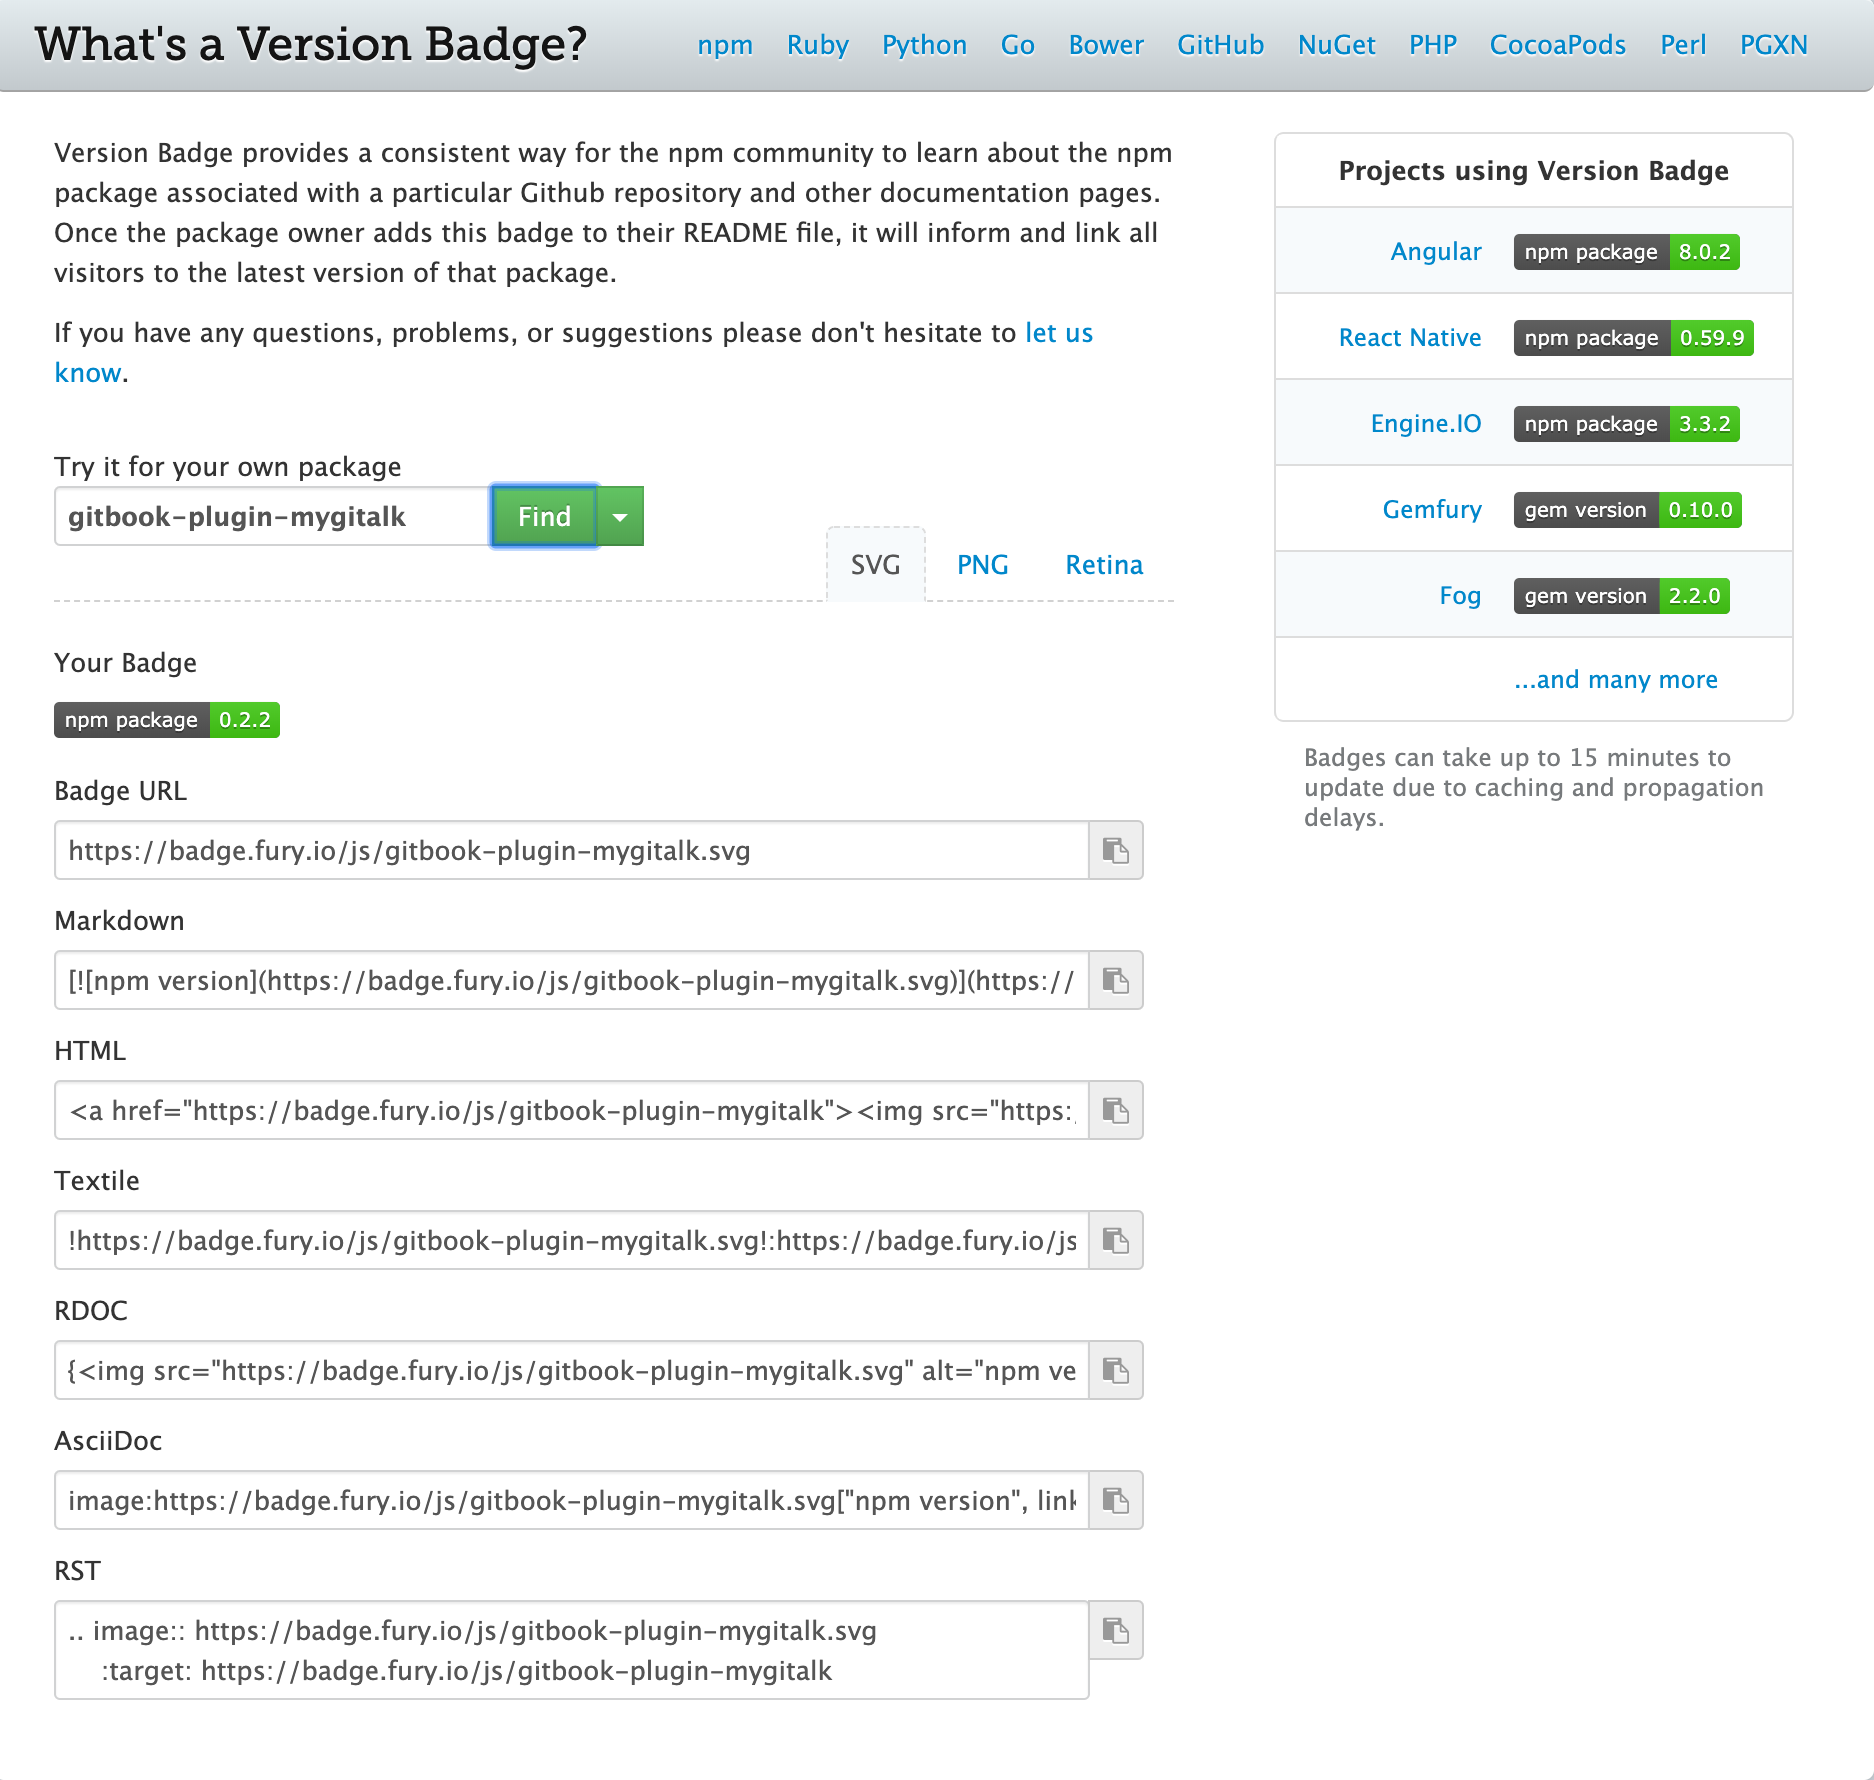 What's a Version Badge?
npm Ruby Python Go Bower GitHub NuGet PHP CocoaPods Perl PGXN
Version Badge provides a consistent way for the npm community to learn about the npm
package associated with a particular Github repository and other documentation pages.
Once the package owner adds this badge to their README file, it will inform and link all
visitors to the latest version of that package.
If you have any questions, problems, or suggestions please don't hesitate to let us
know.
Try it for your own package
gitbook-plugin-mygitalk Find
SVG PNG Retina
Your Badge
npm package 0.2.2
Badge URL
https://badge.fury.io/js/gitbook-plugin-mygitalk.svg
Markdown
[![npm version](https://badge.fury.io/js/gitbook-plugin-mygitalk.svg)](https://
HTML
<a href="https://badge.fury.io/js/gitbook-plugin-mygitalk"><img src="https:
Textile
!https://badge.fury.io/js/gitbook-plugin-mygitalk.svg!:https://badge.fury.io/js
RDOC
{<img src="https://badge.fury.io/js/gitbook-plugin-mygitalk.svg" alt="npm ve
AsciiDoc
image:https://badge.fury.io/js/gitbook-plugin-mygitalk.svg["npm version", link
RST
.. image:: https://badge.fury.io/js/gitbook-plugin-mygitalk.svg
:target: https://badge.fury.io/js/gitbook-plugin-mygitalk
Projects using Version Badge
Angular npm package 8.0.2
React Native npm package 0.59.9
Engine.IO npm package 3.3.2
Gemfury gem version 0.10.0
Fog gem version 2.2.0
...and many more
Badges can take up to 15 minutes to
update due to caching and propagation
delays.